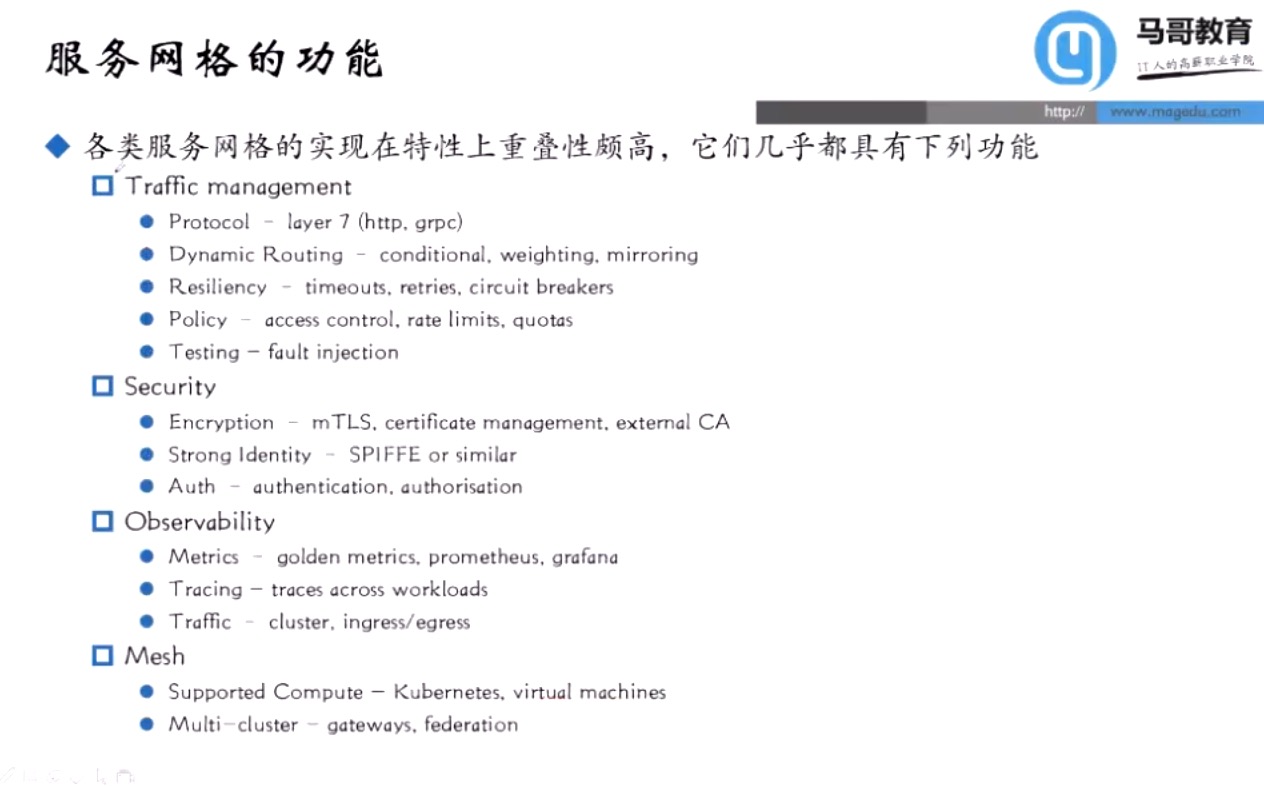 服务网格的功能
马哥教育
IT人的高薪职业学院
http:// www.magedu.com
各类服务网格的实现在特性上重叠性颇高，它们几乎都具有下列功能
Traffic management
Protocol – layer 7 (http, grpc)
Dynamic Routing – conditional, weighting, mirroring
Resiliency – timeouts, retries, circuit breakers
Policy – access control, rate limits, quotas
Testing – fault injection
Security
Encryption – mTLS, certificate management, external CA
Strong Identity – SPIFFE or similar
Auth – authentication, authorisation
Observability
Metrics – golden metrics, prometheus, grafana
Tracing – traces across workloads
Traffic – cluster, ingress/egress
Mesh
Supported Compute – Kubernetes, virtual machines
Multi-cluster – gateways, federation